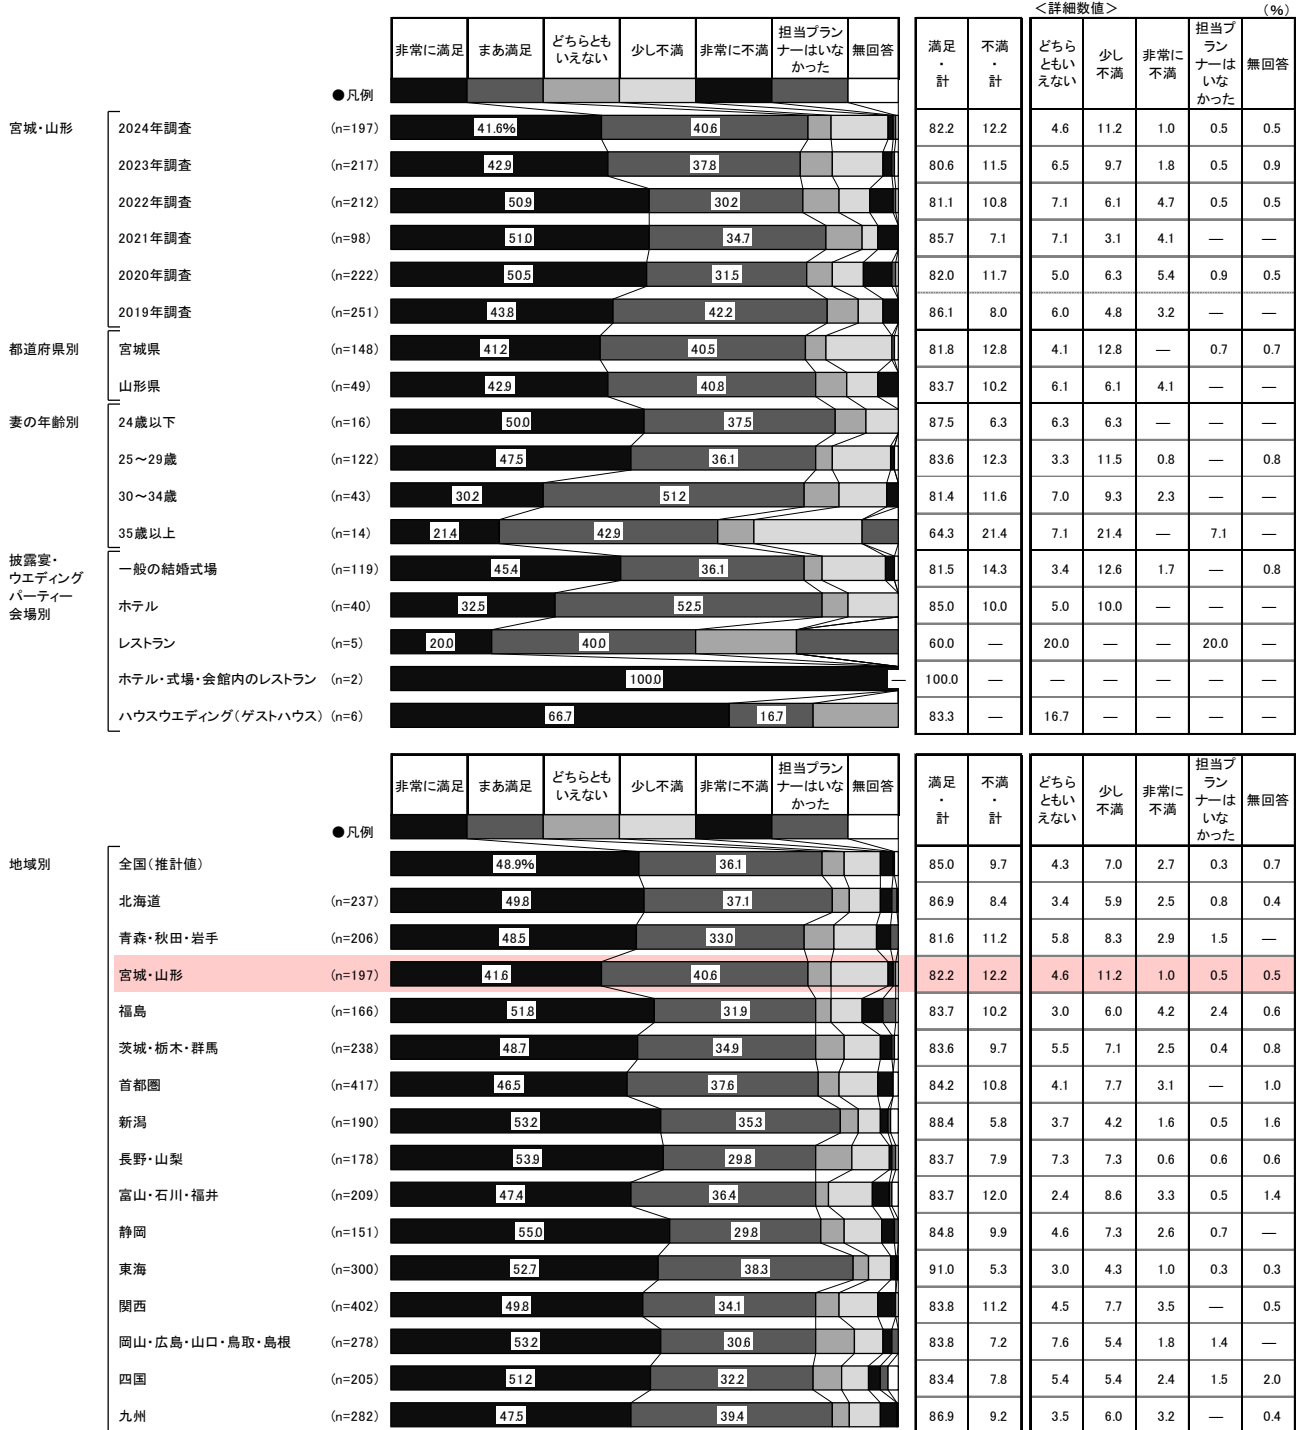 ＜詳細数値＞ (%)
非常に満足 まあ満足 どちらとも いえない 少し不満 非常に不満 担当プラン ナーはいな かった 無回答 満足・計 不満・計 どちら ともい えない 少し 不満 非常に 不満 担当プ ラン ナーは いな かった 無回答
●凡例
宮城・山形 2024年調査 (n=197) 41.6% 40.6 82.2 12.2 4.6 11.2 1.0 0.5 0.5
2023年調査 (n=217) 42.9 37.8 80.6 11.5 6.5 9.7 1.8 0.5 0.9
2022年調査 (n=212) 50.9 30.2 81.1 10.8 7.1 6.1 4.7 0.5 0.5
2021年調査 (n=98) 51.0 34.7 85.7 7.1 7.1 3.1 4.1 — —
2020年調査 (n=222) 50.5 31.5 82.0 11.7 5.0 6.3 5.4 0.9 0.5
2019年調査 (n=251) 43.8 42.2 86.1 8.0 6.0 4.8 3.2 — —
都道府県別 宮城県 (n=148) 41.2 40.5 81.8 12.8 4.1 12.8 — 0.7 0.7
山形県 (n=49) 42.9 40.8 83.7 10.2 6.1 6.1 4.1 — —
妻の年齢別 24歳以下 (n=16) 50.0 37.5 87.5 6.3 6.3 6.3 — — —
25～29歳 (n=122) 47.5 36.1 83.6 12.3 3.3 11.5 0.8 — 0.8
30～34歳 (n=43) 30.2 51.2 81.4 11.6 7.0 9.3 2.3 — —
35歳以上 (n=14) 21.4 42.9 64.3 21.4 7.1 21.4 — 7.1 —
披露宴・
ウエディング
パーティー
会場別
一般の結婚式場 (n=119) 45.4 36.1 81.5 14.3 3.4 12.6 1.7 — 0.8
ホテル (n=40) 32.5 52.5 85.0 10.0 5.0 10.0 — — —
レストラン (n=5) 20.0 40.0 60.0 — 20.0 — — 20.0 —
ホテル・式場・会館内のレストラン (n=2) 100.0 — 100.0 — — — — — —
ハウスウエディング(ゲストハウス) (n=6) 66.7 16.7 83.3 — 16.7 — — — —
非常に満足 まあ満足 どちらとも いえない 少し不満 非常に不満 担当プラン ナーはいな かった 無回答 満足・計 不満・計 どちら ともい えない 少し 不満 非常に 不満 担当プ ラン ナーは いな かった 無回答
●凡例
地域別 全国(推計値) 48.9% 36.1 85.0 9.7 4.3 7.0 2.7 0.3 0.7
北海道 (n=237) 49.8 37.1 86.9 8.4 3.4 5.9 2.5 0.8 0.4
青森・秋田・岩手 (n=206) 48.5 33.0 81.6 11.2 5.8 8.3 2.9 1.5 —
宮城・山形 (n=197) 41.6 40.6 82.2 12.2 4.6 11.2 1.0 0.5 0.5
福島 (n=166) 51.8 31.9 83.7 10.2 3.0 6.0 4.2 2.4 0.6
茨城・栃木・群馬 (n=238) 48.7 34.9 83.6 9.7 5.5 7.1 2.5 0.4 0.8
首都圏 (n=417) 46.5 37.6 84.2 10.8 4.1 7.7 3.1 — 1.0
新潟 (n=190) 53.2 35.3 88.4 5.8 3.7 4.2 1.6 0.5 1.6
長野・山梨 (n=178) 53.9 29.8 83.7 7.9 7.3 7.3 0.6 0.6 0.6
富山・石川・福井 (n=209) 47.4 36.4 83.7 12.0 2.4 8.6 3.3 0.5 1.4
静岡 (n=151) 55.0 29.8 84.8 9.9 4.6 7.3 2.6 0.7 —
東海 (n=300) 52.7 38.3 91.0 5.3 3.0 4.3 1.0 0.3 0.3
関西 (n=402) 49.8 34.1 83.8 11.2 4.5 7.7 3.5 — 0.5
岡山・広島・山口・鳥取・島根 (n=278) 53.2 30.6 83.8 7.2 7.6 5.4 1.8 1.4 —
四国 (n=205) 51.2 32.2 83.4 7.8 5.4 5.4 2.4 1.5 2.0
九州 (n=282) 47.5 39.4 86.9 9.2 3.5 6.0 3.2 — 0.4